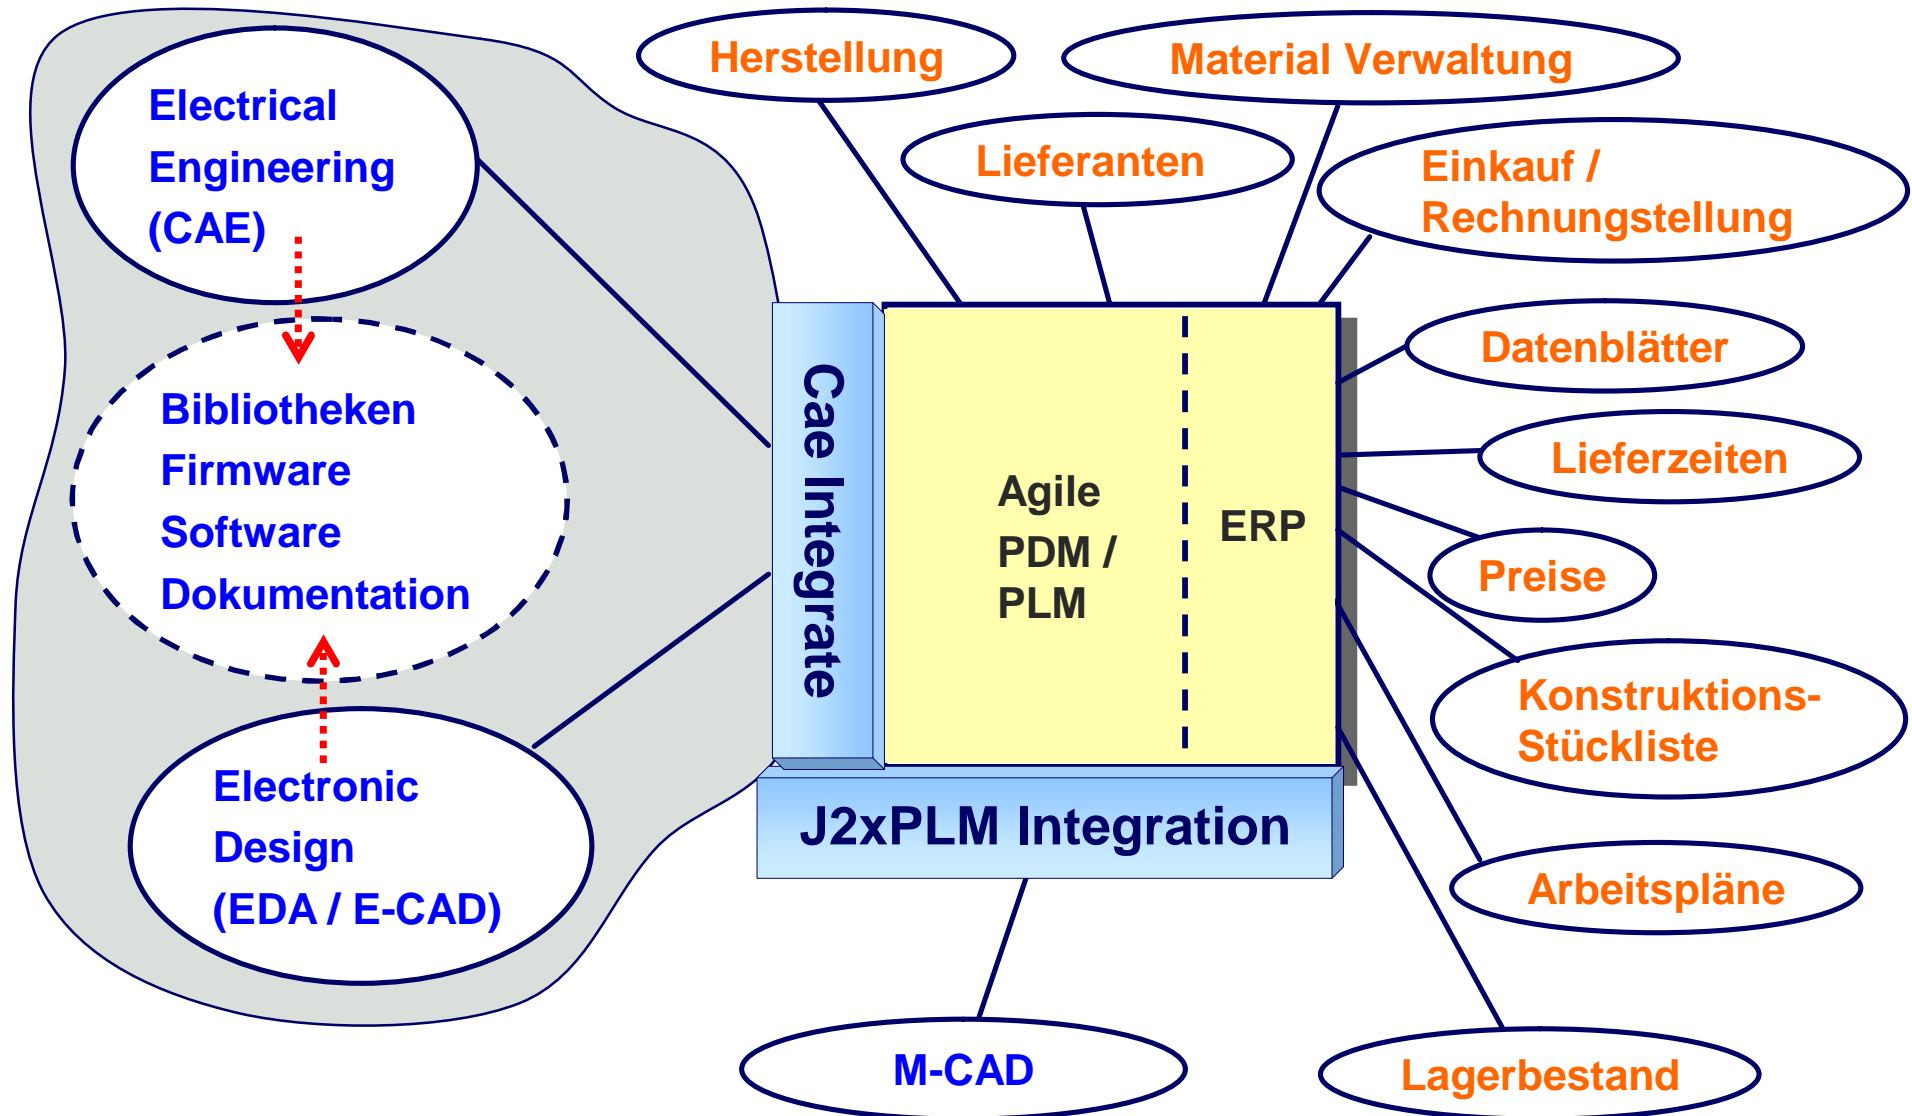 Electrical
Engineering
(CAE)
Bibliotheken
Firmware
Software
Dokumentation
Electronic
Design
(EDA / E-CAD)
Herstellung
Material Verwaltung
Lieferanten
Einkauf /
Rechnungstellung
Cae Integrate
Agile
PDM /
PLM
ERP
J2xPLM Integration
Datenblätter
Lieferzeiten
Preise
Konstruktions-
Stückliste
Arbeitspläne
M-CAD
Lagerbestand